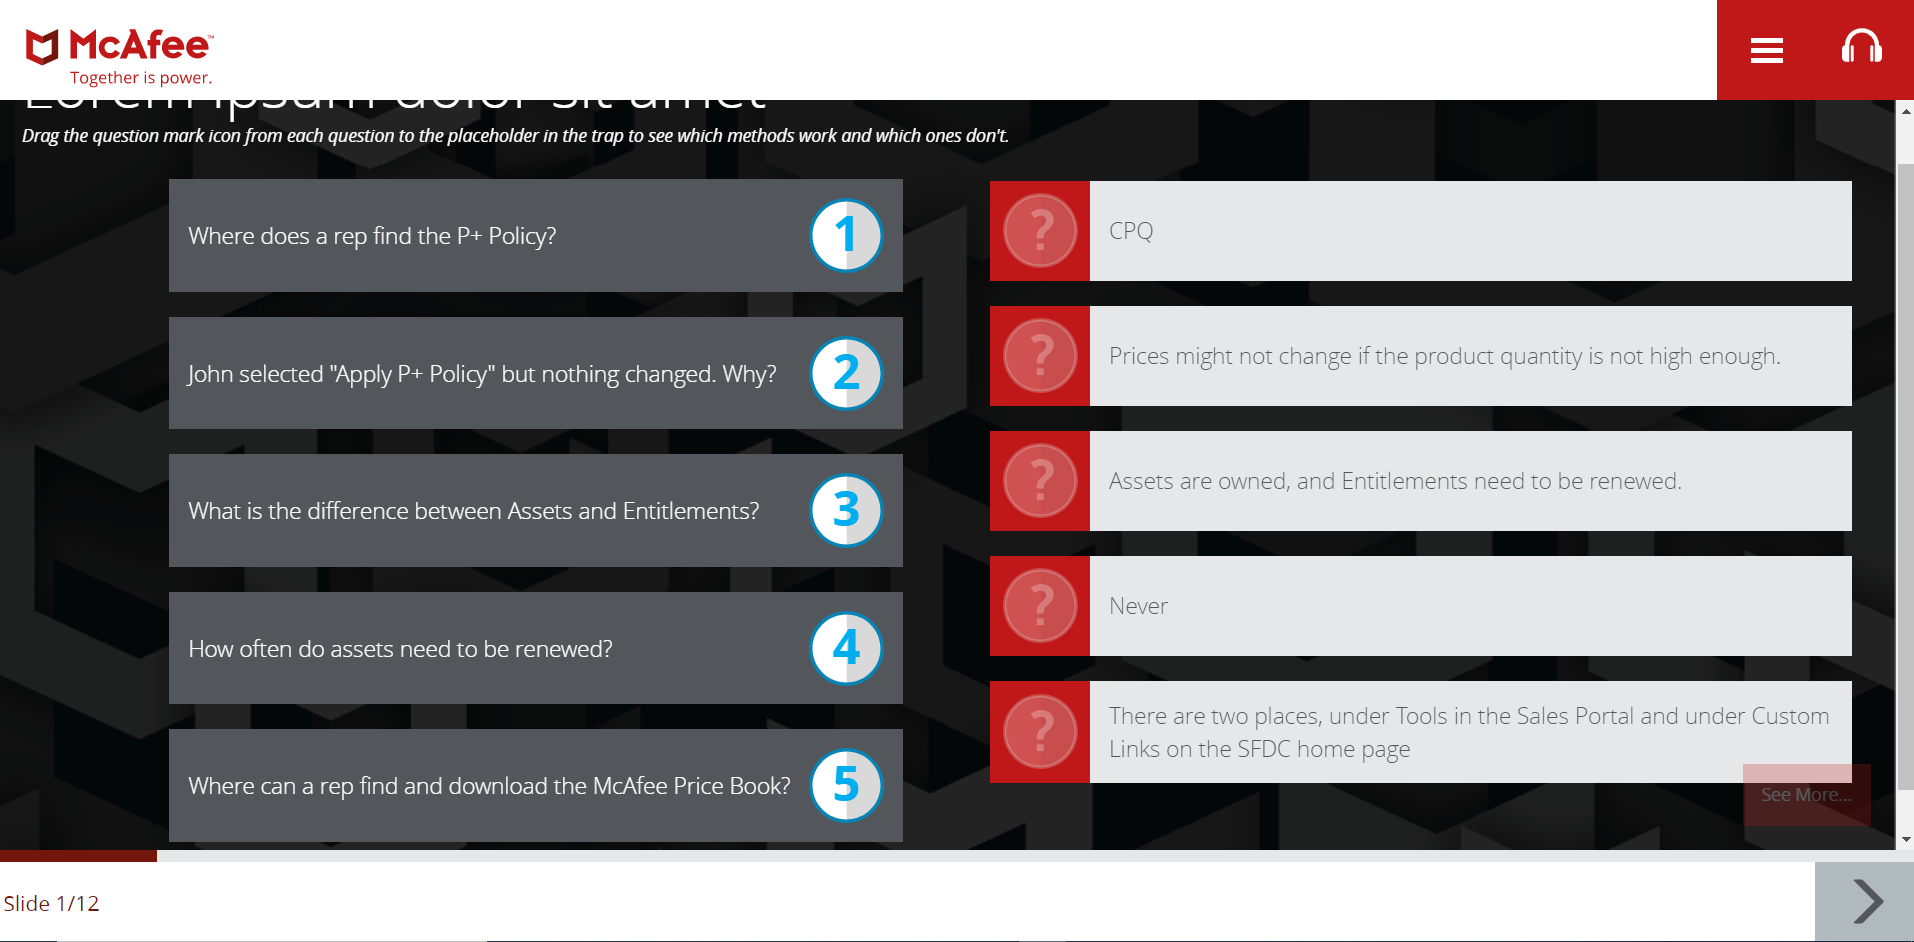 McAfee™
Together is power.
Lorem ipsum dolor sit amet
Drag the question mark icon from each question to the placeholder in the trap to see which methods work and which ones don't.
Where does a rep find the P+ Policy?
1
John selected "Apply P+ Policy" but nothing changed. Why?
2
What is the difference between Assets and Entitlements?
3
How often do assets need to be renewed?
4
Where can a rep find and download the McAfee Price Book?
5
?
CPQ
?
Prices might not change if the product quantity is not high enough.
?
Assets are owned, and Entitlements need to be renewed.
?
Never
?
There are two places, under Tools in the Sales Portal and under Custom
Links on the SFDC home page
See More...
Slide 1/12